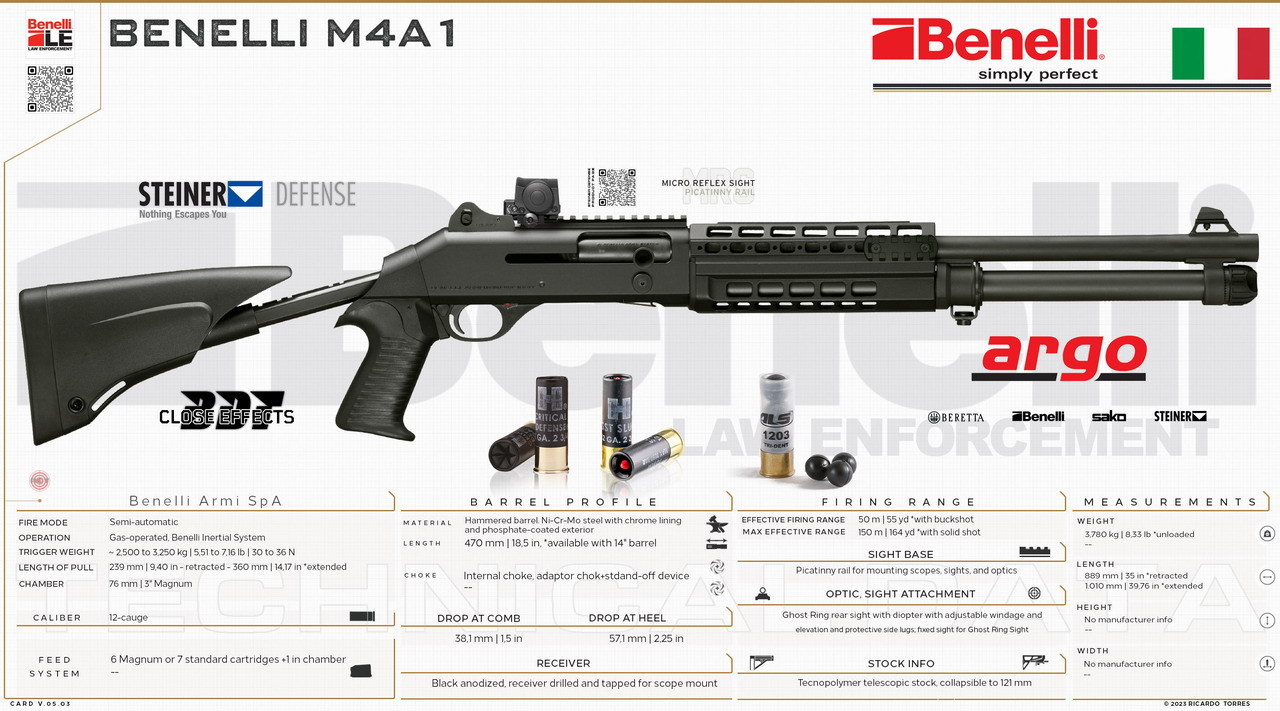 Benelli
LE
LAW ENFORCEMENT
BENELLI M4A1
Benelli®
simply perfect
STEINER DEFENSE
Nothing Escapes You
MRS
MICRO REFLEX SIGHT
PICATINNY RAIL
Benelli
LAW ENFORCEMENT
argo
CLOSE EFFECTS
BERETTA Benelli sako STEINER
CRITICAL
DEFENSE
GA. 2 3/4
ALS
1203
TRI-DENT
TECHNICAL DATA
Benelli Armi SpA
FIRE MODE Semi-automatic
OPERATION Gas-operated, Benelli Inertial System
TRIGGER WEIGHT ~ 2,500 to 3,250 kg | 5,51 to 7,16 lb | 30 to 36 N
LENGTH OF PULL 239 mm | 9,40 in - retracted - 360 mm | 14,17 in *extended
CHAMBER 76 mm | 3" Magnum
CALIBER 12-cauge
FEED SYSTEM 6 Magnum or 7 standard cartridges +1 in chamber
--
BARREL PROFILE
MATERIAL Hammered barrel. Ni-Cr-Mo steel with chrome lining
and phosphate-coated exterior
LENGTH 470 mm | 18,5 in, *available with 14" barrel
CHOKE Internal choke, adaptor chok+stdand-off device
--
DROP AT COMB DROP AT HEEL
38,1 mm | 1,5 in 57,1 mm | 2,25 in
RECEIVER
Black anodized, receiver drilled and tapped for scope mount
FIRING RANGE
EFFECTIVE FIRING RANGE 50 m | 55 yd *with buckshot
MAX EFFECTIVE RANGE 150 m | 164 yd *with solid shot
SIGHT BASE
Picatinny rail for mounting scopes, sights, and optics
OPTIC, SIGHT ATTACHMENT
Ghost Ring rear sight with diopter with adjustable windage and
elevation and protective side lugs; fixed sight for Ghost Ring Sight
STOCK INFO
Tecnopolymer telescopic stock, collapsible to 121 mm
MEASUREMENTS
WEIGHT
3,780 kg | 8,33 lb *unloaded
--
LENGTH
889 mm | 35 in *retracted
1.010 mm | 39,76 in *extended
HEIGHT
No manufacturer info
--
WIDTH
No manufacturer info
--
CARD V.05.03
© 2023 RICARDO TORRES